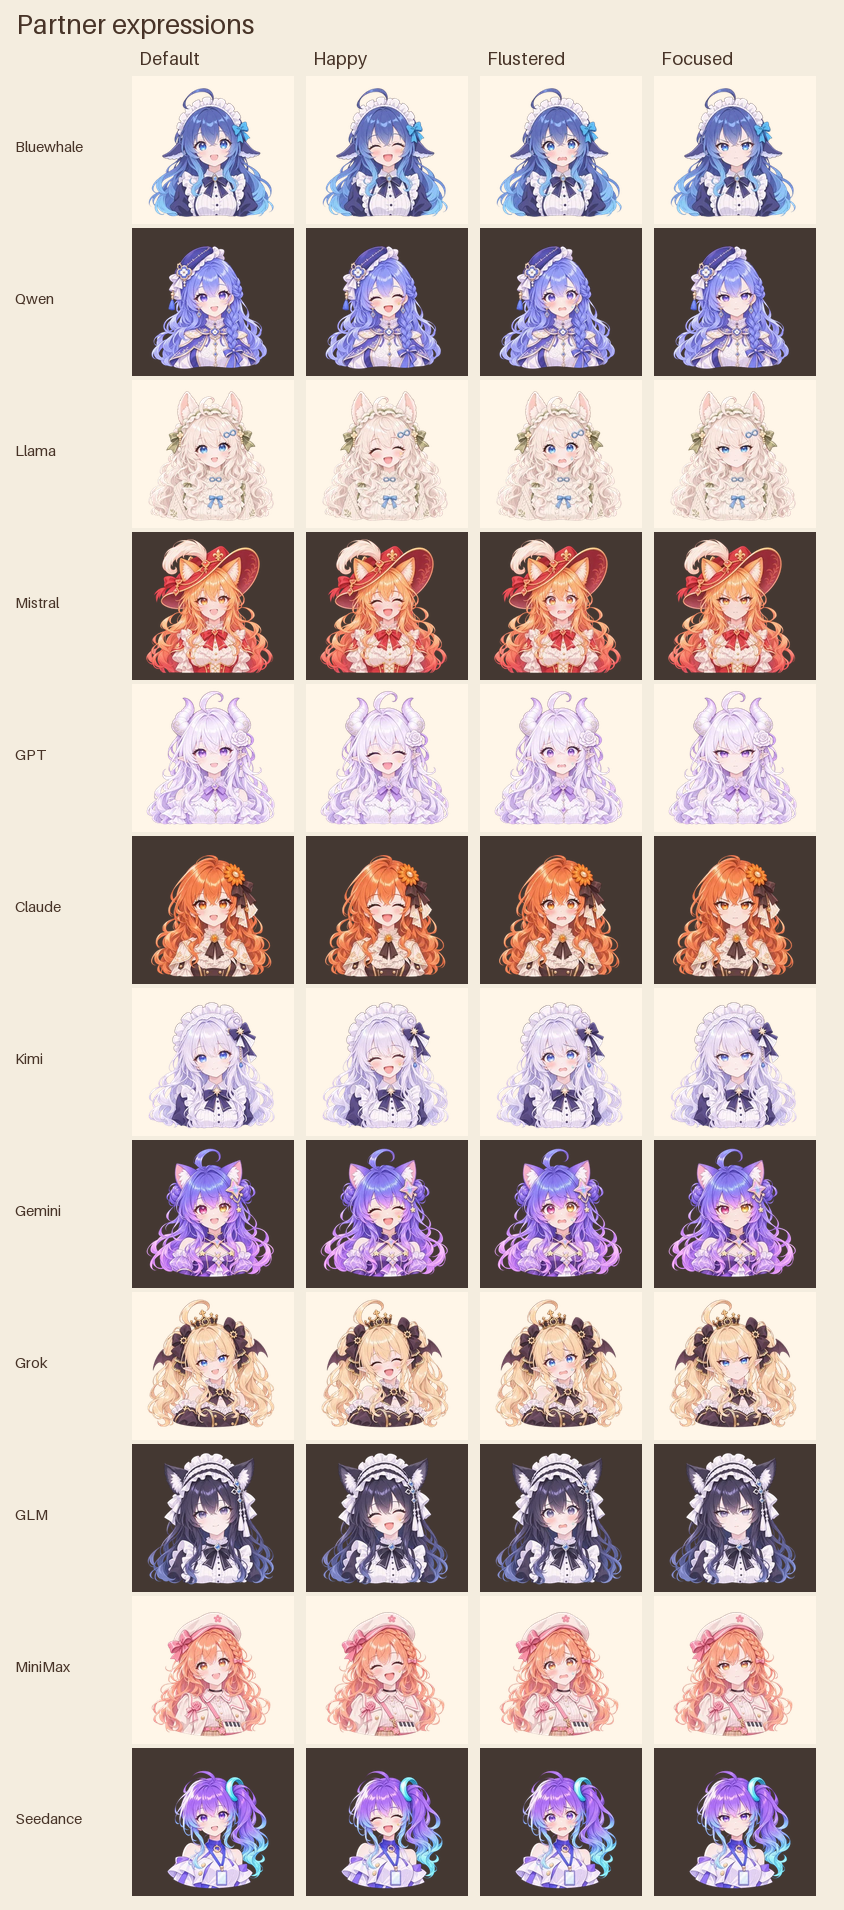 Partner expressions
Default Happy Flustered Focused
Bluewhale
Qwen
Llama
Mistral
GPT
Claude
Kimi
Gemini
Grok
GLM
MiniMax
Seedance